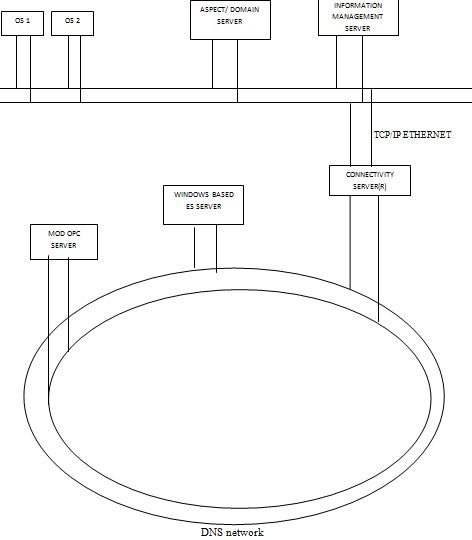 OS 1
OS 2
ASPECT/ DOMAIN
SERVER
INFORMATION
MANAGEMENT
SERVER
TCP/IP ETHERNET
CONNECTIVITY
SERVER(R)
WINDOWS BASED
ES SERVER
MOD OPC
SERVER
DNS network